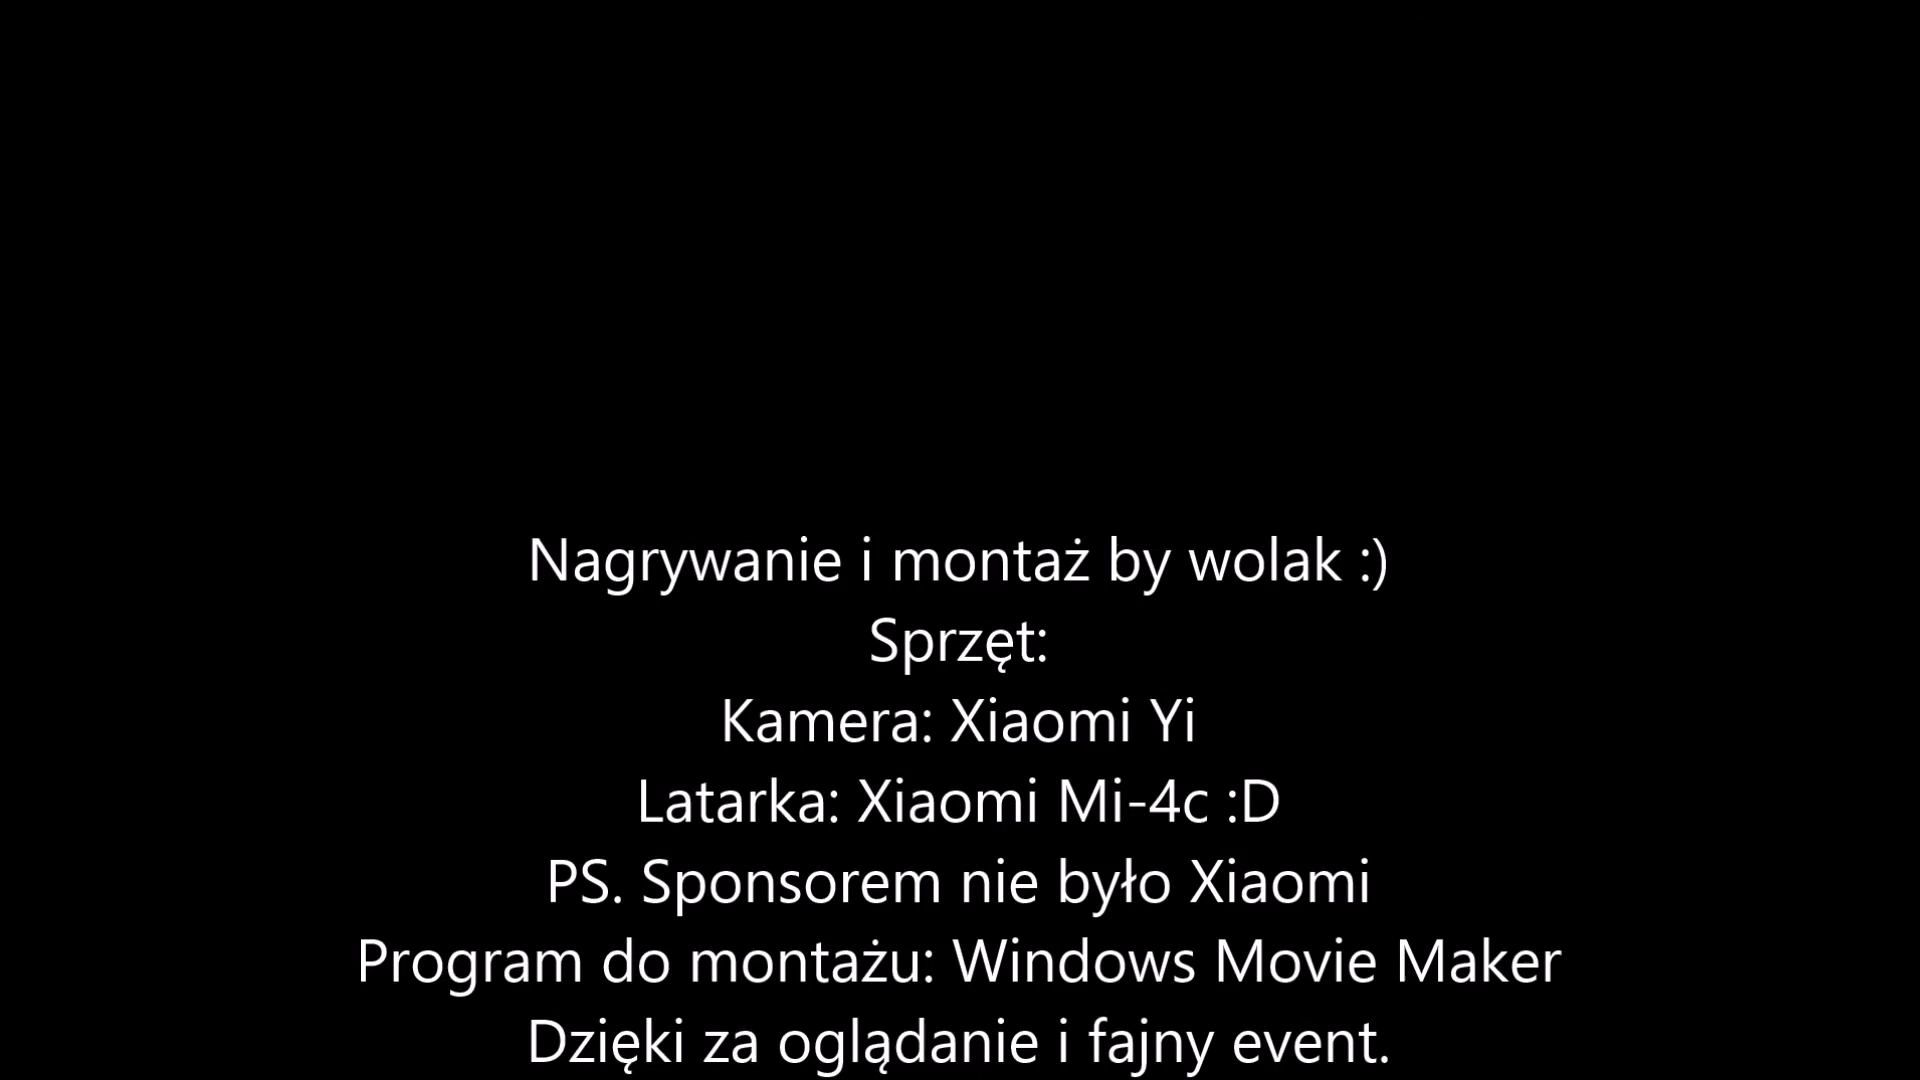 Nagrywanie i montaż by wolak :)
Sprzęt:
Kamera: Xiaomi Yi
Latarka: Xiaomi Mi-4c :D
PS. Sponsorem nie było Xiaomi
Program do montażu: Windows Movie Maker
Dzięki za oglądanie i fajny event.